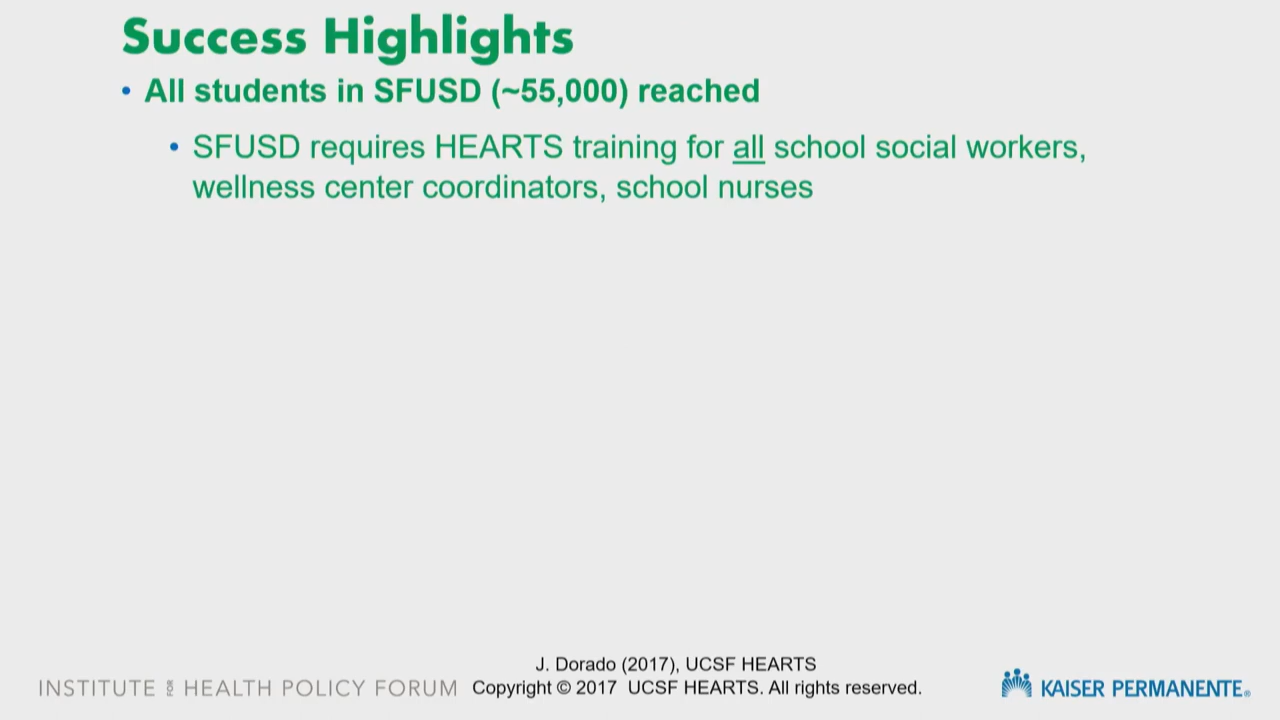 Success Highlights
• All students in SFUSD (~55,000) reached
• SFUSD requires HEARTS training for all school social workers,
wellness center coordinators, school nurses
J. Dorado (2017), UCSF HEARTS
INSTITUTE FOR HEALTH POLICY FORUM
Copyright © 2017 UCSF HEARTS. All rights reserved.
KAISER PERMANENTE®